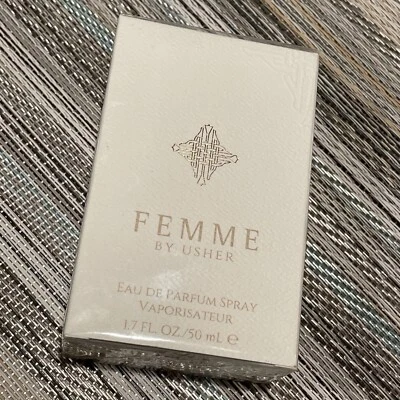 FEMME
BY USHER
EAU DE PARFUM SPRAY
VAPORISATEUR
1.7 FL. OZ/50 mL ℮